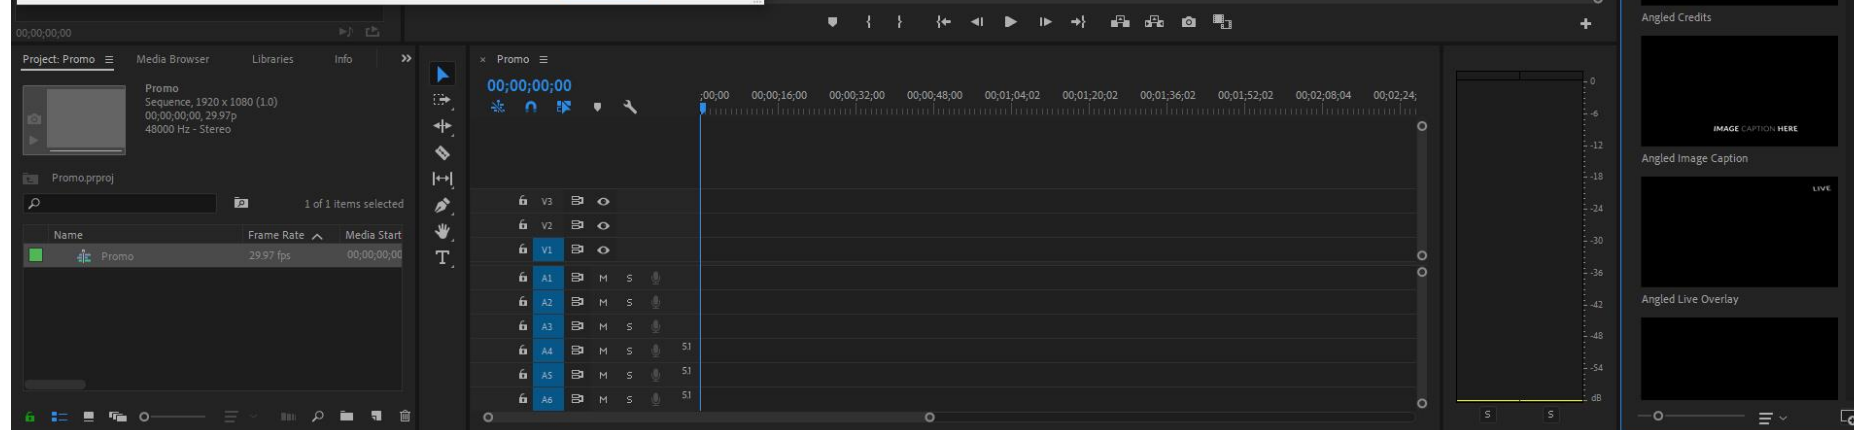 00;00;00;00
Project: Promo
Media Browser
Libraries
Info
Promo
Sequence, 1920 x 1080 (1.0)
00;00;00;00, 29.97p
48000 Hz - Stereo
Promo.prproj
1 of 1 items selected
Name
Frame Rate
Media Start
Promo
29.97 fps
00;00;00;00
T
× Promo
00;00;00;00
;00;00
00;00;16;00
00;00;32;00
00;00;48;00
00;01;04;02
00;01;20;02
00;01;36;02
00;01;52;02
00;02;08;04
00;02;24;
V3
V2
V1
A1 M S
A2 M S
A3 M S
A4 M S 5.1
A5 M S 5.1
A6 M S 5.1
0
-6
-12
-18
-24
-30
-36
-42
-48
-54
dB
S
S
Angled Credits
IMAGE CAPTION HERE
Angled Image Caption
LIVE
Angled Live Overlay